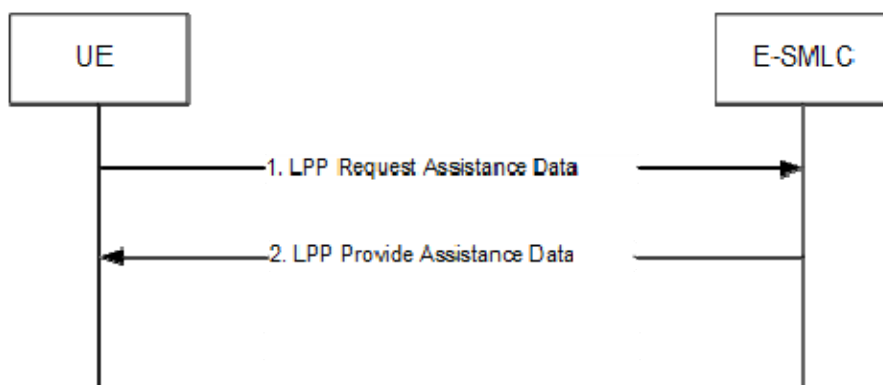 UE
E-SMLC
1. LPP Request Assistance Data
2. LPP Provide Assistance Data